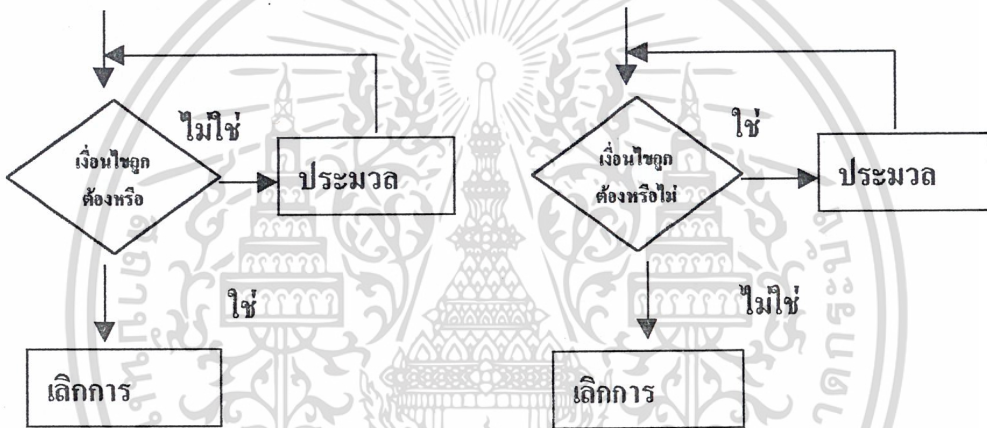 ไม่ใช่
เงื่อนไขถูก
ต้องหรือ
ประมวล
ใช่
เลิกการ
ใช่
เงื่อนไขถูก
ต้องหรือไม่
ประมวล
ไม่ใช่
เลิกการ